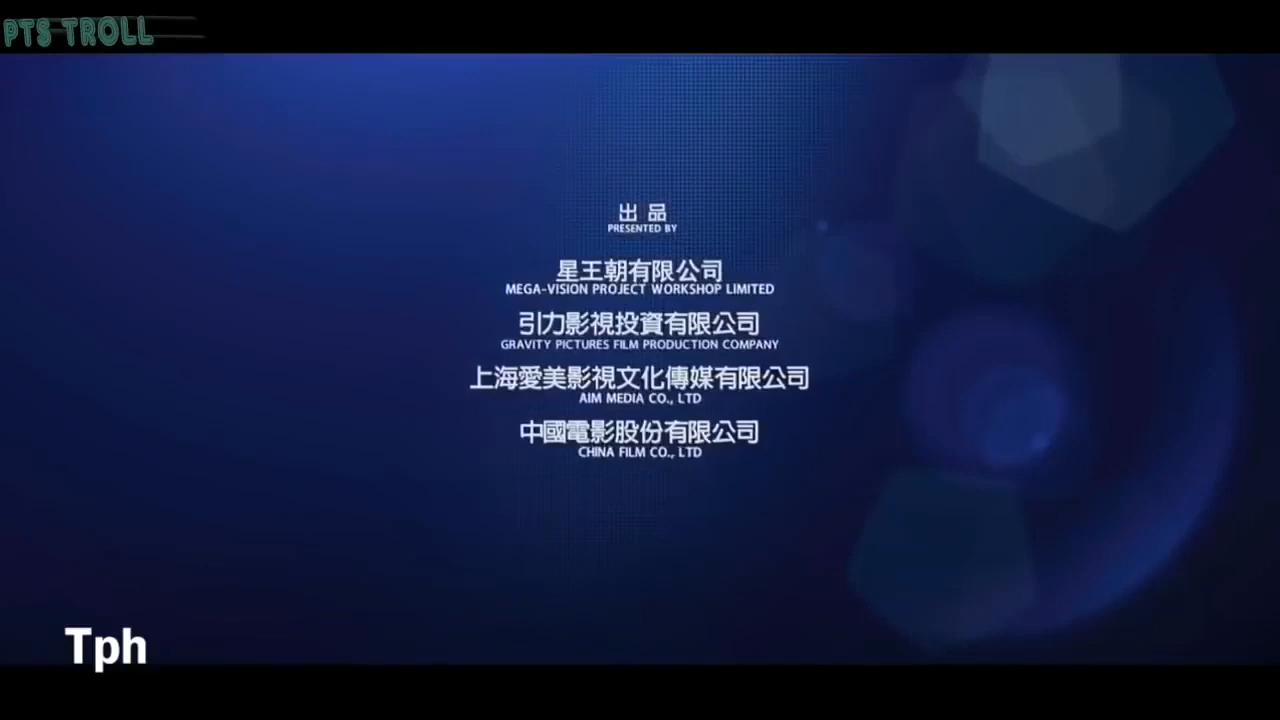 PTS TROLL
出品
PRESENTED BY
星王朝有限公司
MEGA-VISION PROJECT WORKSHOP LIMITED
引力影視投資有限公司
GRAVITY PICTURES FILM PRODUCTION COMPANY
上海愛美影視文化傳媒有限公司
AIM MEDIA CO., LTD
中國電影股份有限公司
CHINA FILM CO., LTD
Tph